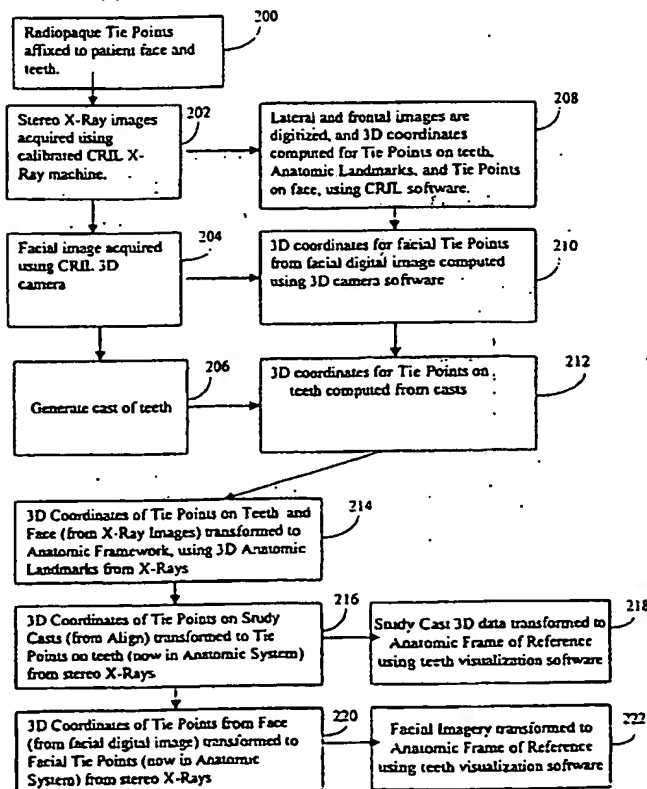 200
Radiopaque Tie Points
affixed to patient face and
teeth.
202
Stereo X-Ray images
acquired using
calibrated CRIL X-
Ray machine.
208
Lateral and frontal images are
digitized, and 3D coordinates
computed for Tie Points on teeth,
Anatomic Landmarks, and Tie Points
on face, using CRIL software.
204
Facial image acquired
using CRIL 3D
camera
210
3D coordinates for facial Tie Points
from facial digital image computed
using 3D camera software
206
Generate cast of teeth
212
3D coordinates for Tie Points on
teeth computed from casts
214
3D Coordinates of Tie Points on Teeth and
Face (from X-Ray Images) transformed to
Anatomic Framework, using 3D Anatomic
Landmarks from X-Rays
216
3D Coordinates of Tie Points on Study
Casts (from Align) transformed to Tie
Points on teeth (now in Anatomic System)
from stereo X-Rays
218
Study Cast 3D data transformed to
Anatomic Frame of Reference
using teeth visualization software
220
3D Coordinates of Tie Points from Face
(from facial digital image) transformed to
Facial Tie Points (now in Anatomic
System) from stereo X-Rays
222
Facial Imagery transformed to
Anatomic Frame of Reference
using teeth visualization software